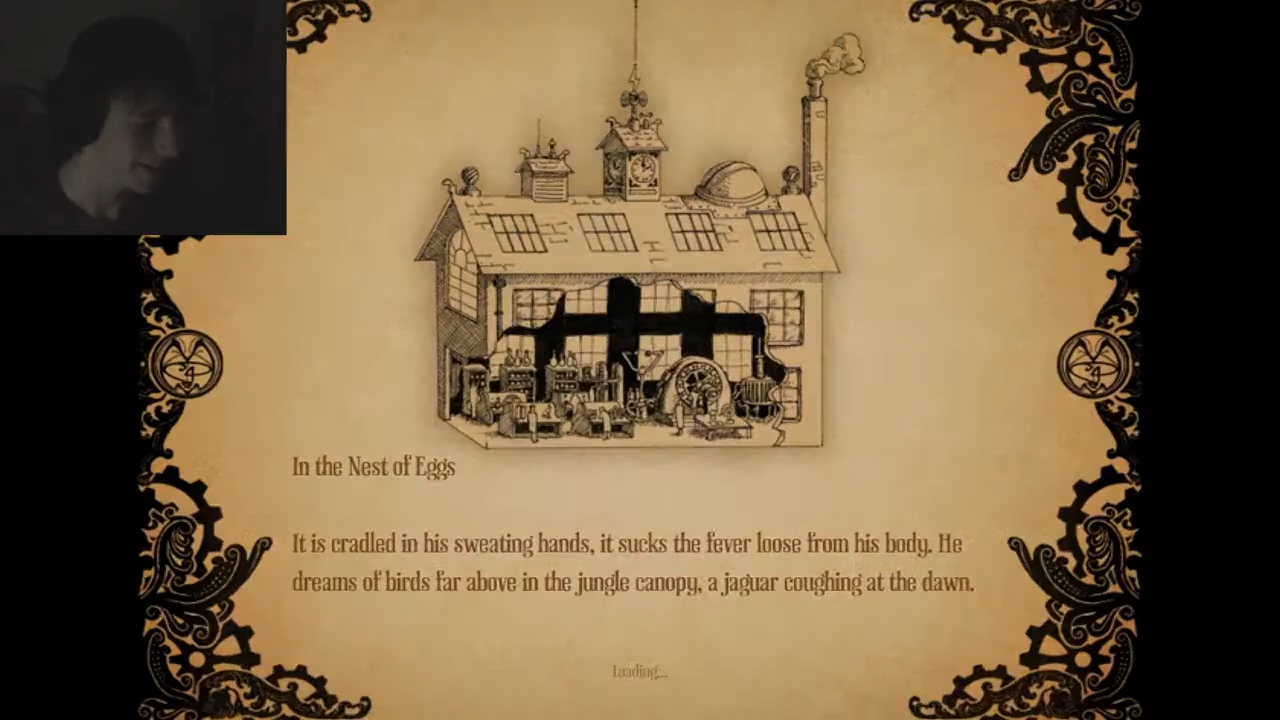 In the Nest of Eggs
It is cradled in his sweating hands, it sucks the fever loose from his body. He
dreams of birds far above in the jungle canopy, a jaguar coughing at the dawn.
Loading...